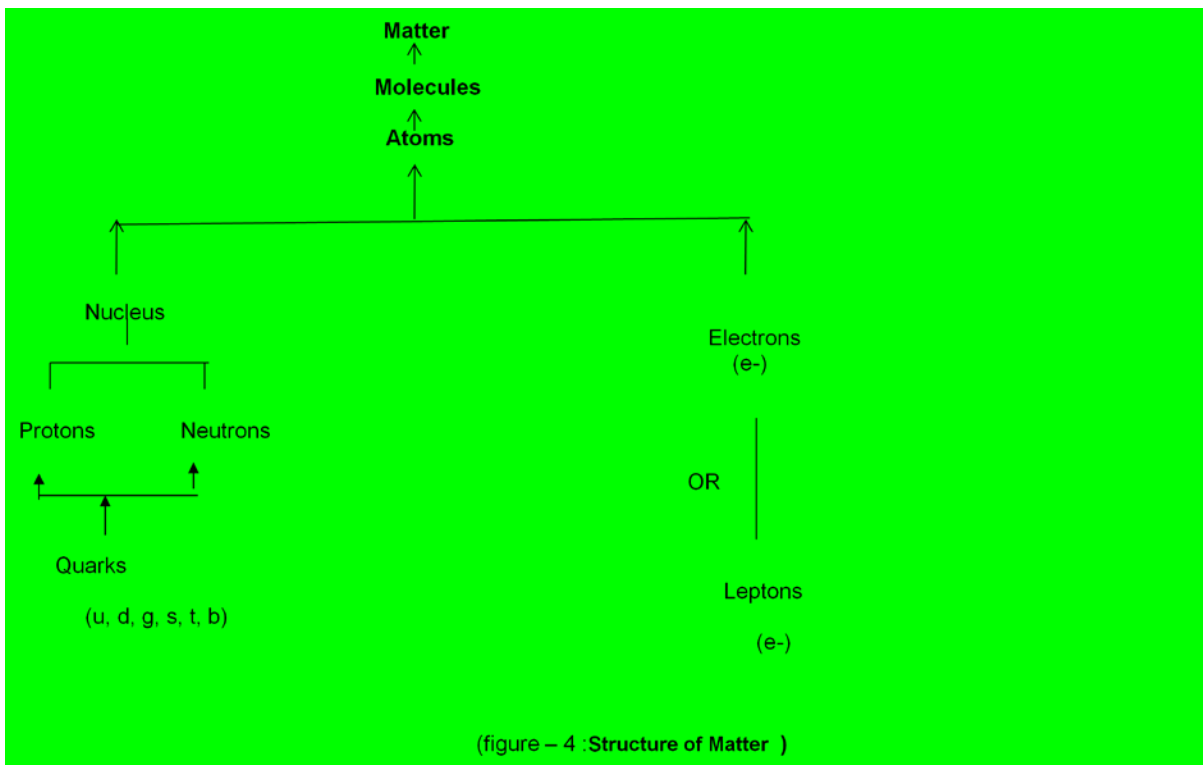 Matter
Molecules
Atoms
Nucleus
Electrons
(e-)
Protons Neutrons
OR
Quarks
Leptons
(u, d, g, s, t, b)
(e-)
(figure – 4 :Structure of Matter )